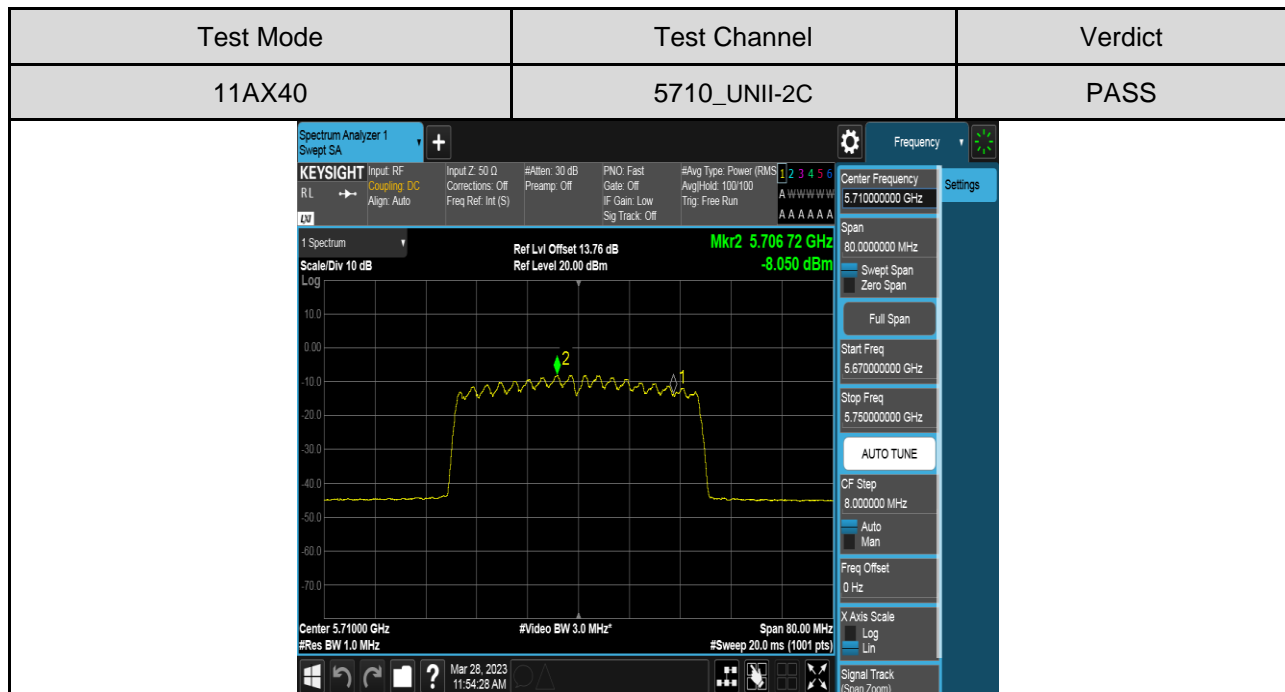 Test Mode Test Channel Verdict
11AX40 5710_UNII-2C PASS
Spectrum Analyzer 1
Swept SA
+
Frequency
KEYSIGHT
RL
LXI
Input: RF
Coupling: DC
Align: Auto
Input Z: 50 Ω
Corrections: Off
Freq Ref: Int (S)
#Atten: 30 dB
Preamp: Off
PNO: Fast
Gate: Off
IF Gain: Low
Sig Track: Off
#Avg Type: Power (RMS
Avg|Hold: 100/100
Trig: Free Run
1 2 3 4 5 6
A W W W W W
A A A A A A
1 Spectrum
Scale/Div 10 dB
Ref Lvl Offset 13.76 dB
Ref Level 20.00 dBm
Mkr2 5.706 72 GHz
-8.050 dBm
Log
10.0
0.00
-10.0
-20.0
-30.0
-40.0
-50.0
-60.0
-70.0
2
1
Center 5.71000 GHz
#Res BW 1.0 MHz
#Video BW 3.0 MHz*
Span 80.00 MHz
#Sweep 20.0 ms (1001 pts)
?
Mar 28, 2023
11:54:28 AM
Settings
Center Frequency
5.710000000 GHz
Span
80.0000000 MHz
Swept Span
Zero Span
Full Span
Start Freq
5.670000000 GHz
Stop Freq
5.750000000 GHz
AUTO TUNE
CF Step
8.000000 MHz
Auto
Man
Freq Offset
0 Hz
X Axis Scale
Log
Lin
Signal Track
(Span Zoom)